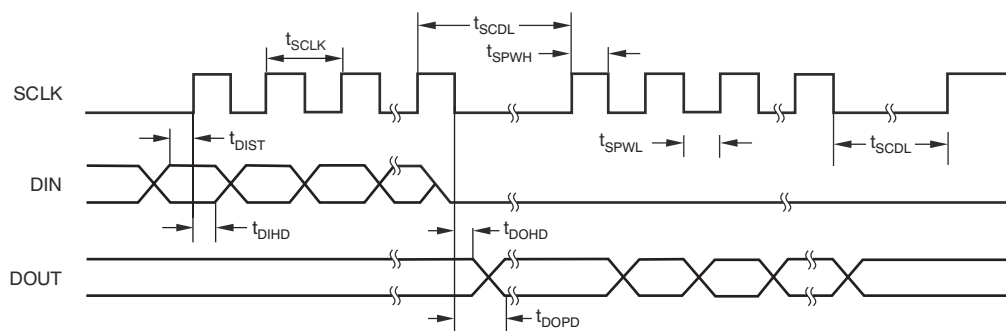 tSCDL
tSCLK
tSPWH
SCLK
tDIST
tSPWL
tSCDL
DIN
tDIHD
tDOHD
DOUT
tDOPD